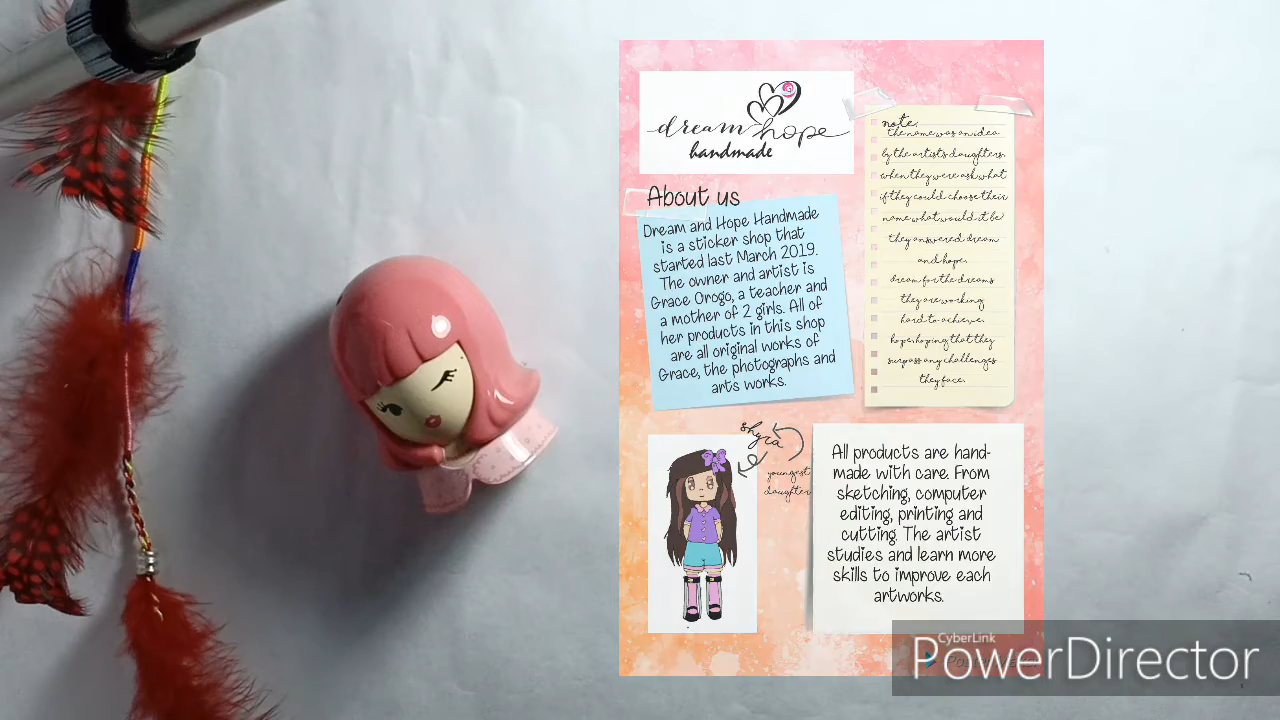 dream hope
handmade
About us
Dream and Hope Handmade
is a sticker shop that
started last March 2019.
The owner and artist is
Grace Orogo, a teacher and
a mother of 2 girls. All of
her products in this shop
are all original works of
Grace, the photographs and
arts works.
note:
the name was an idea
by the artists daughters
when they were ask what
if they could choose their
name what would it be
they answered dream
and hope.
dream for the dreams
they are working
hard to achieve.
hope hoping that they
surpass any challenges
they face.
youngest
daughter
All products are hand-
made with care. From
sketching, computer
editing, printing and
cutting. The artist
studies and learn more
skills to improve each
artworks.
CyberLink
PowerDirector